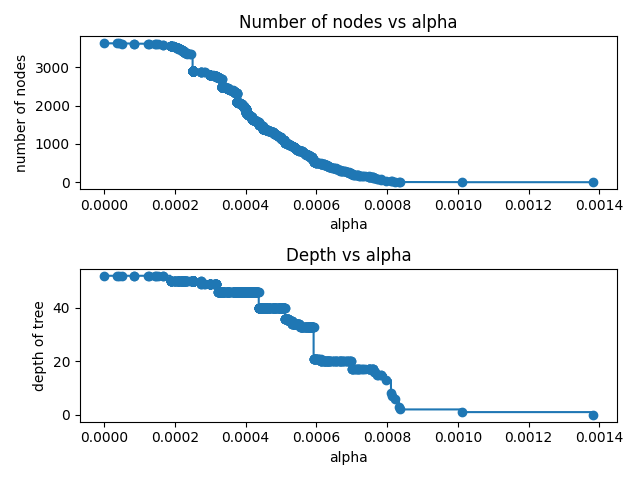 Number of nodes vs alpha
number of nodes
3000
2000
1000
0
0.0000 0.0002 0.0004 0.0006 0.0008 0.0010 0.0012 0.0014
alpha
Depth vs alpha
depth of tree
40
20
0
0.0000 0.0002 0.0004 0.0006 0.0008 0.0010 0.0012 0.0014
alpha